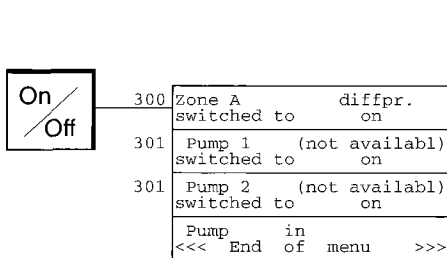 On/Off
300 Zone A diffpr.
switched to on
301 Pump 1 (not availabl)
switched to on
301 Pump 2 (not availabl)
switched to on
Pump in
<<< End of menu >>>